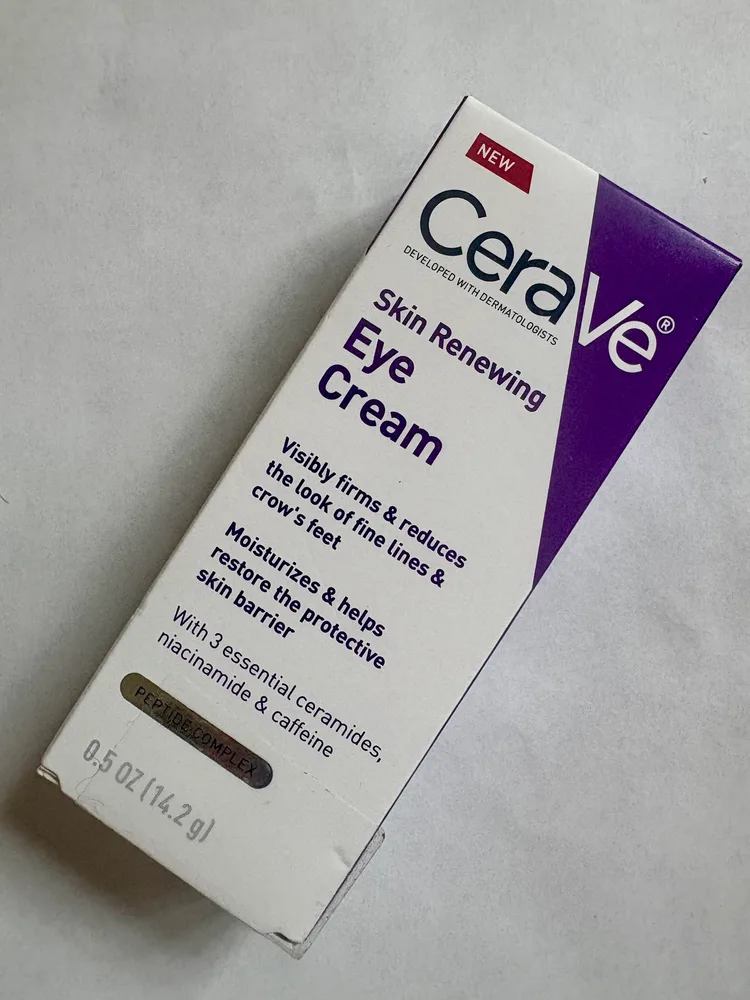 NEW
CeraVe®
DEVELOPED WITH DERMATOLOGISTS
Skin Renewing
Eye
Cream
Visibly firms & reduces
the look of fine lines &
crow's feet
Moisturizes & helps
restore the protective
skin barrier
With 3 essential ceramides,
niacinamide & caffeine
PEPTIDE COMPLEX
0.5 OZ (14.2 g)